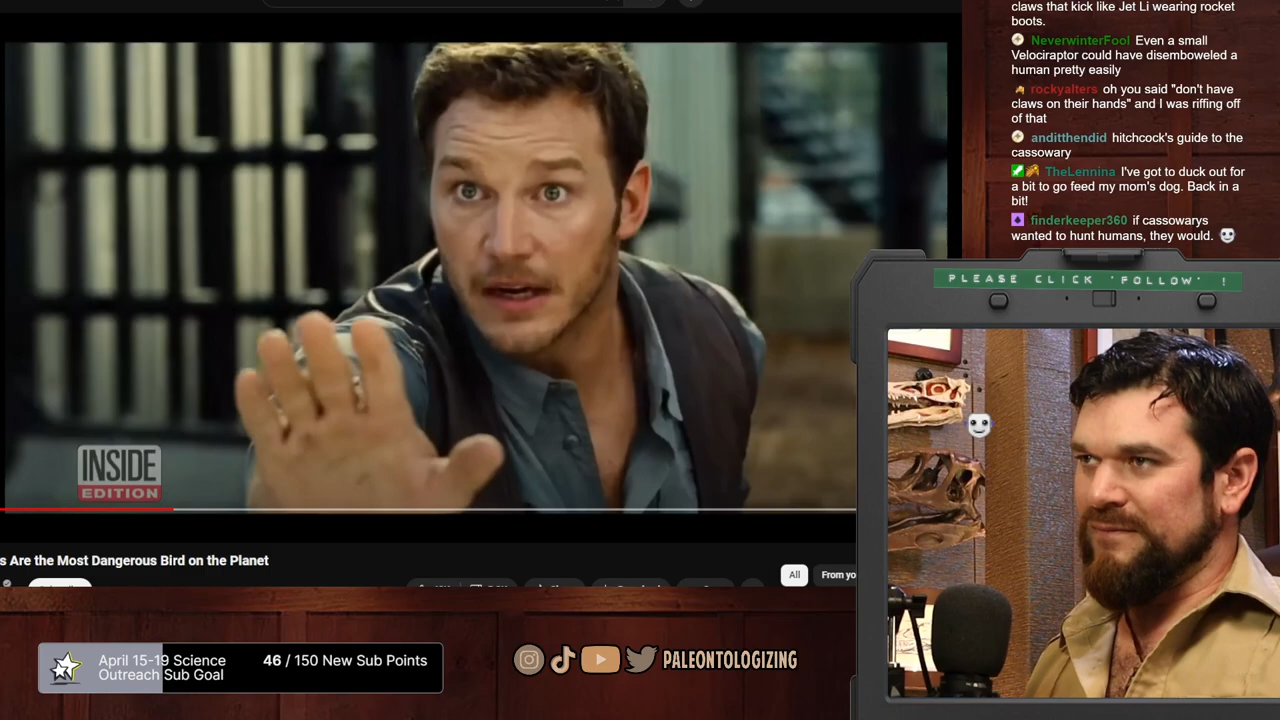 claws that kick like Jet Li wearing rocket
boots.
NeverwinterFool Even a small
Velociraptor could have disemboweled a
human pretty easily
rockyalters oh you said "don't have
claws on their hands" and I was riffing off
of that
anditthendid hitchcock's guide to the
cassowary
TheLennina I've got to duck out for
a bit to go feed my mom's dog. Back in a
bit!
finderkeeper360 if cassowarys
wanted to hunt humans, they would.
PLEASE CLICK 'FOLLOW' !
INSIDE
EDITION
s Are the Most Dangerous Bird on the Planet
All
From yo
April 15-19 Science
Outreach Sub Goal
46 / 150 New Sub Points
PALEONTOLOGIZING